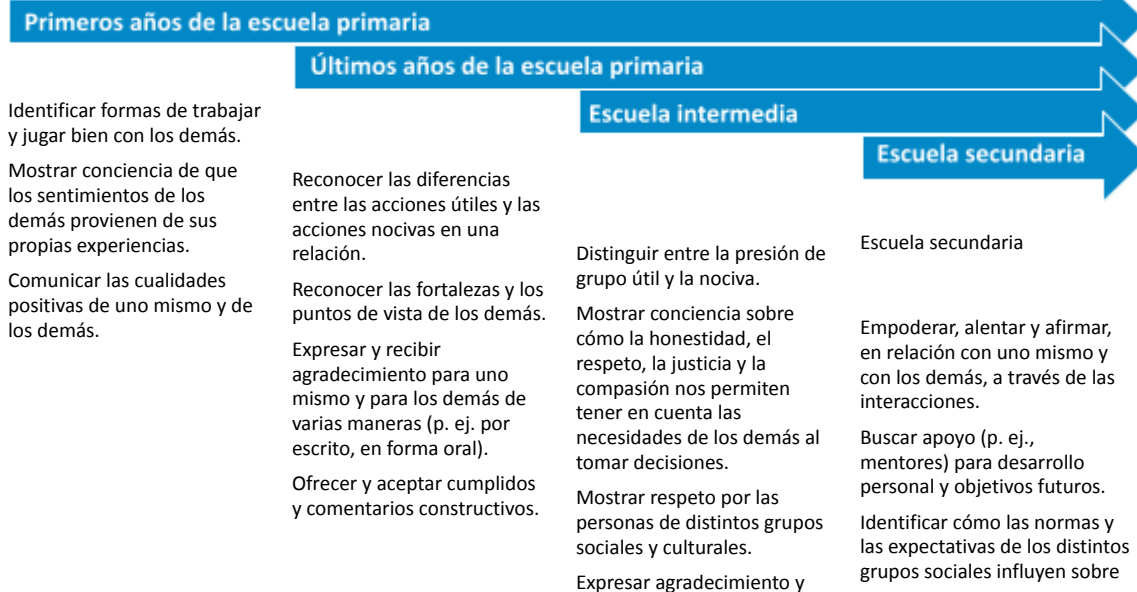 Primeros años de la escuela primaria
Últimos años de la escuela primaria
Escuela intermedia
Escuela secundaria
Identificar formas de trabajar
y jugar bien con los demás.
Mostrar conciencia de que
los sentimientos de los
demás provienen de sus
propias experiencias.
Comunicar las cualidades
positivas de uno mismo y de
los demás.
Reconocer las diferencias
entre las acciones útiles y las
acciones nocivas en una
relación.
Reconocer las fortalezas y los
puntos de vista de los demás.
Expresar y recibir
agradecimiento para uno
mismo y para los demás de
varias maneras (p. ej. por
escrito, en forma oral).
Ofrecer y aceptar cumplidos
y comentarios constructivos.
Distinguir entre la presión de
grupo útil y la nociva.
Mostrar conciencia sobre
cómo la honestidad, el
respeto, la justicia y la
compasión nos permiten
tener en cuenta las
necesidades de los demás al
tomar decisiones.
Mostrar respeto por las
personas de distintos grupos
sociales y culturales.
Expresar agradecimiento y
Escuela secundaria
Empoderar, alentar y afirmar,
en relación con uno mismo y
con los demás, a través de las
interacciones.
Buscar apoyo (p. ej.,
mentores) para desarrollo
personal y objetivos futuros.
Identificar cómo las normas y
las expectativas de los distintos
grupos sociales influyen sobre